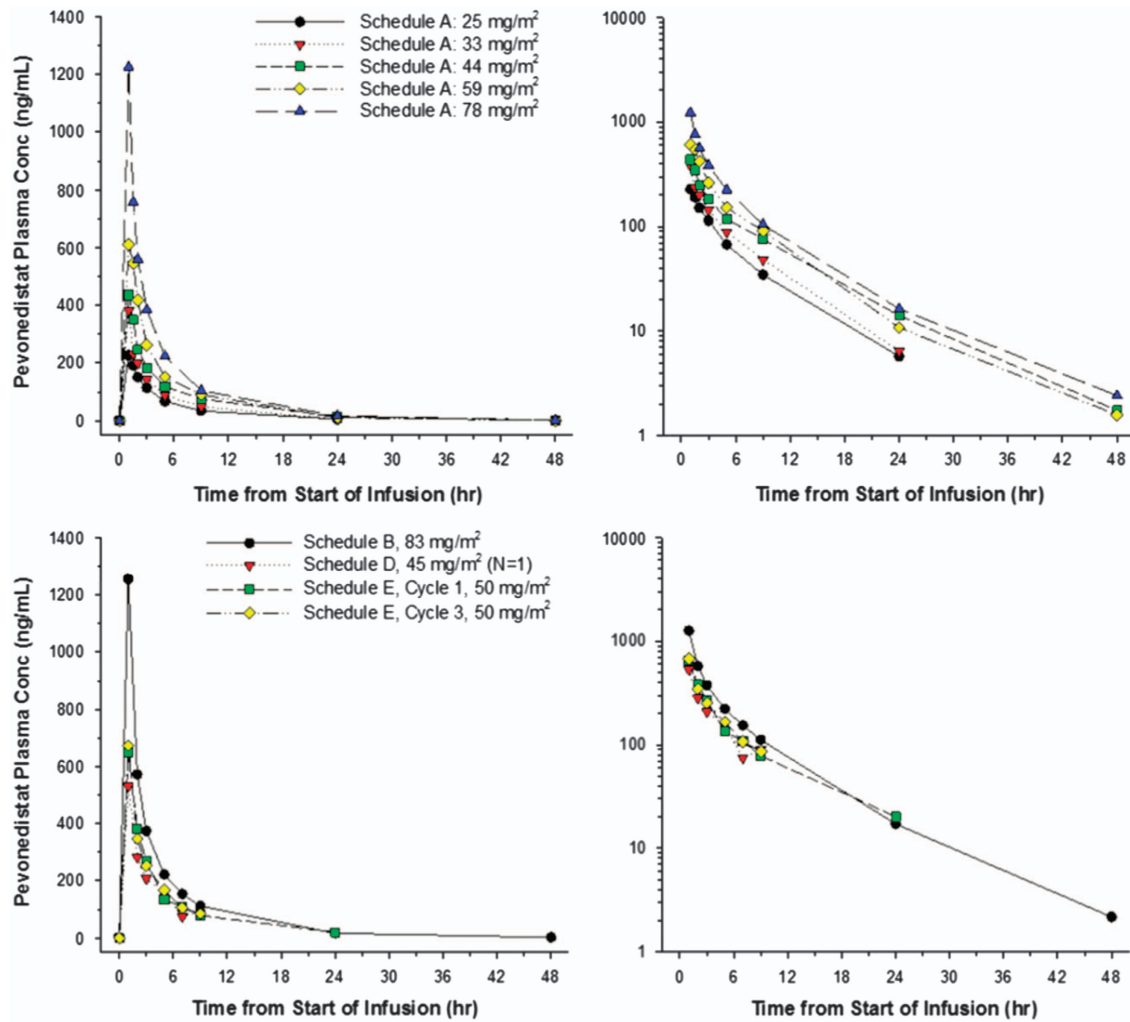 Pevonedistat Plasma Conc (ng/mL)
1400
1200
1000
800
600
400
200
0
Schedule A: 25 mg/m²
Schedule A: 33 mg/m²
Schedule A: 44 mg/m²
Schedule A: 59 mg/m²
Schedule A: 78 mg/m²
0 6 12 18 24 30 36 42 48
Time from Start of Infusion (hr)
10000
1000
100
10
1
0 6 12 18 24 30 36 42 48
Time from Start of Infusion (hr)
Pevonedistat Plasma Conc (ng/mL)
1400
1200
1000
800
600
400
200
0
Schedule B, 83 mg/m²
Schedule D, 45 mg/m² (N=1)
Schedule E, Cycle 1, 50 mg/m²
Schedule E, Cycle 3, 50 mg/m²
0 6 12 18 24 30 36 42 48
Time from Start of Infusion (hr)
10000
1000
100
10
1
0 6 12 18 24 30 36 42 48
Time from Start of Infusion (hr)